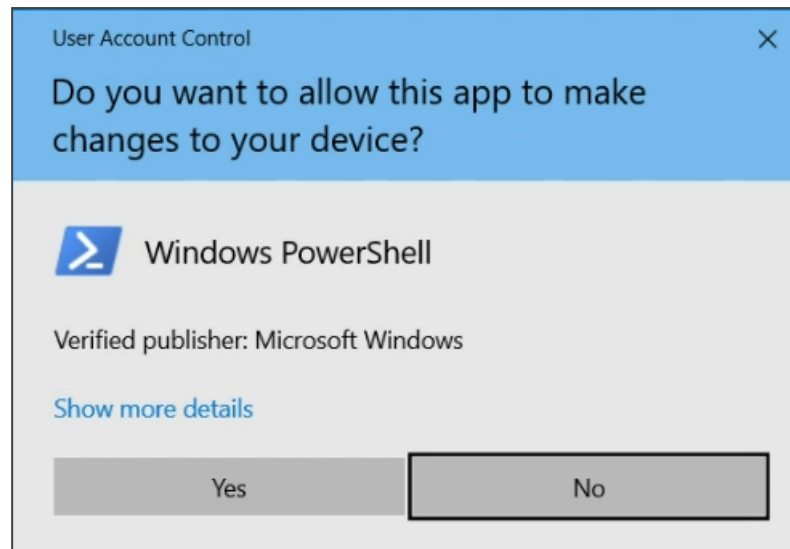 User Account Control
Do you want to allow this app to make
changes to your device?
Windows PowerShell
Verified publisher: Microsoft Windows
Show more details
Yes
No